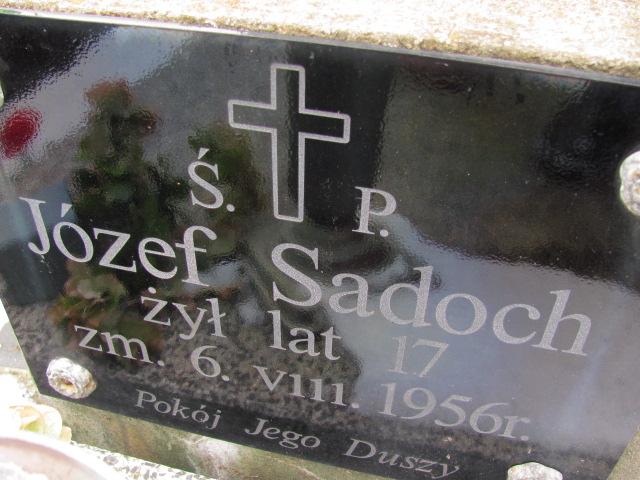 Ś. P.
Józef Sadoch
żył lat 17
zm. 6. VIII. 1956r.
Pokój Jego Duszy